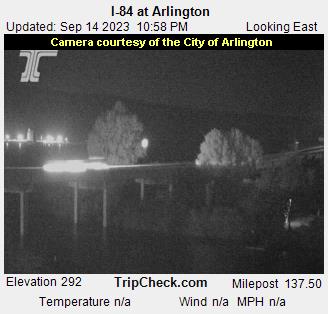 I-84 at Arlington
Updated: Sep 14 2023 10:58 PM Looking East
Camera courtesy of the City of Arlington
Elevation 292 TripCheck.com Milepost 137.50
Temperature n/a Wind n/a MPH n/a